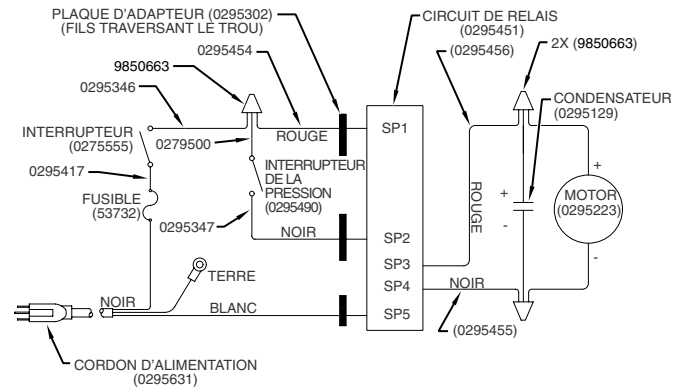 PLAQUE D'ADAPTEUR (0295302)
(FILS TRAVERSANT LE TROU)
CIRCUIT DE RELAIS
(0295451)
(0295456)
2X (9850663)
0295454
9850663
0295346
CONDENSATEUR
(0295129)
INTERRUPTEUR
(0275555)
0279500
ROUGE
SP1
0295417
INTERRUPTEUR
DE LA
PRESSION
(0295490)
FUSIBLE
(53732)
ROUGE
+
-
+
MOTOR
(0295223)
-
0295347
NOIR
SP2
SP3
TERRE
SP4
NOIR
NOIR
BLANC
SP5
(0295455)
CORDON D'ALIMENTATION
(0295631)